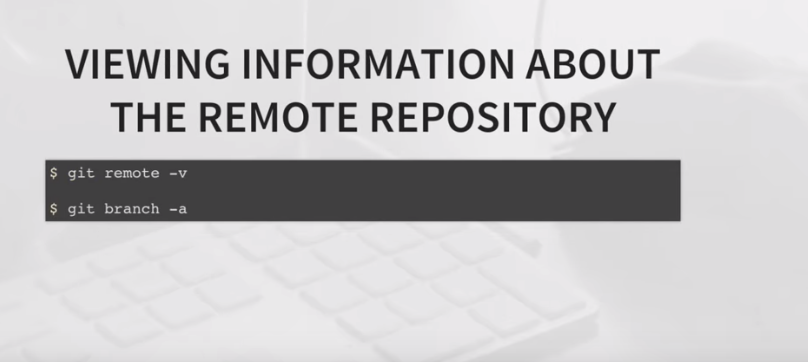 VIEWING INFORMATION ABOUT
THE REMOTE REPOSITORY
$ git remote -v
$ git branch -a